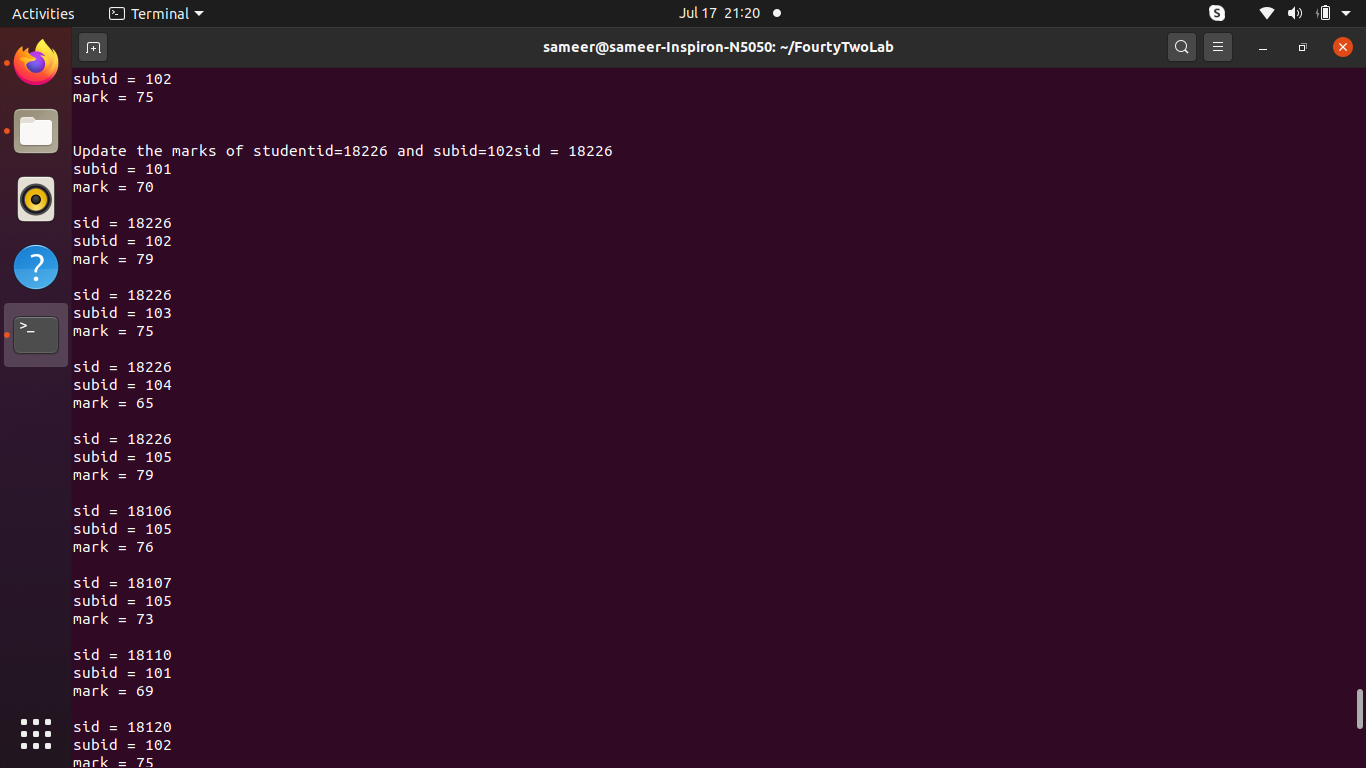 Activities Terminal Jul 17 21:20
sameer@sameer-Inspiron-N5050: ~/FourtyTwoLab
subid = 102
mark = 75
Update the marks of studentid=18226 and subid=102sid = 18226
subid = 101
mark = 70
sid = 18226
subid = 102
mark = 79
sid = 18226
subid = 103
mark = 75
sid = 18226
subid = 104
mark = 65
sid = 18226
subid = 105
mark = 79
sid = 18106
subid = 105
mark = 76
sid = 18107
subid = 105
mark = 73
sid = 18110
subid = 101
mark = 69
sid = 18120
subid = 102
mark = 75